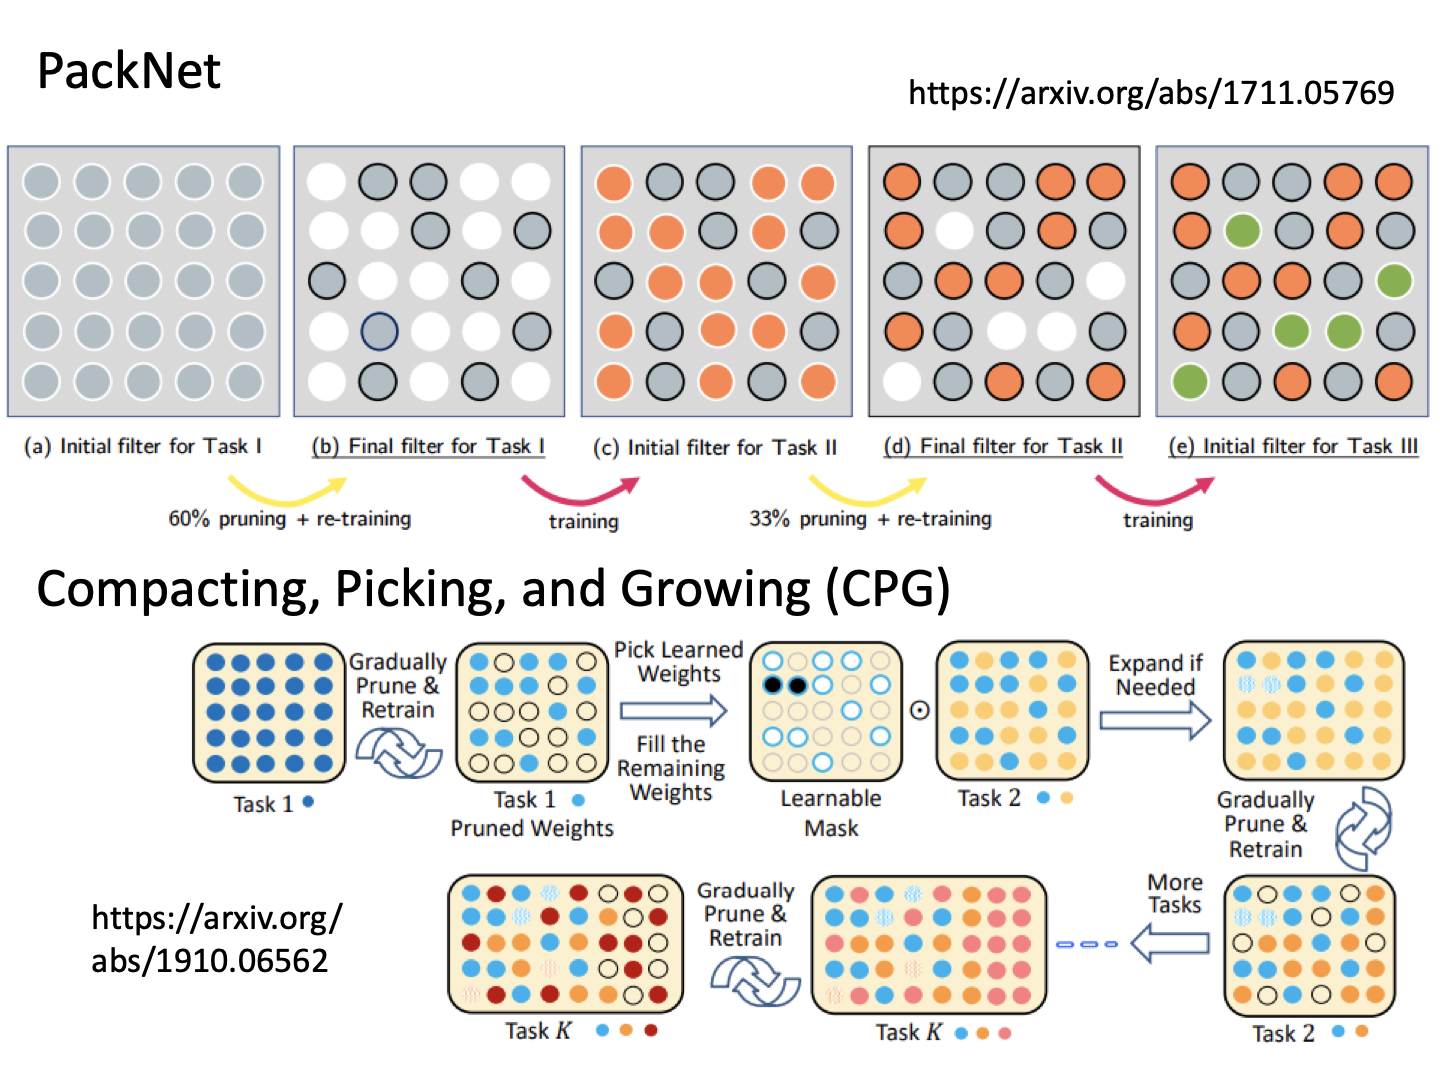 PackNet
https://arxiv.org/abs/1711.05769
(a) Initial filter for Task I
(b) Final filter for Task I
(c) Initial filter for Task II
(d) Final filter for Task II
(e) Initial filter for Task III
60% pruning + re-training
training
33% pruning + re-training
training
Compacting, Picking, and Growing (CPG)
Gradually
Prune &
Retrain
Pick Learned
Weights
Fill the
Remaining
Weights
Expand if
Needed
Task 1
Task 1
Pruned Weights
Learnable
Mask
Task 2
Gradually
Prune &
Retrain
More
Tasks
Gradually
Prune &
Retrain
https://arxiv.org/
abs/1910.06562
Task K
Task K
Task 2